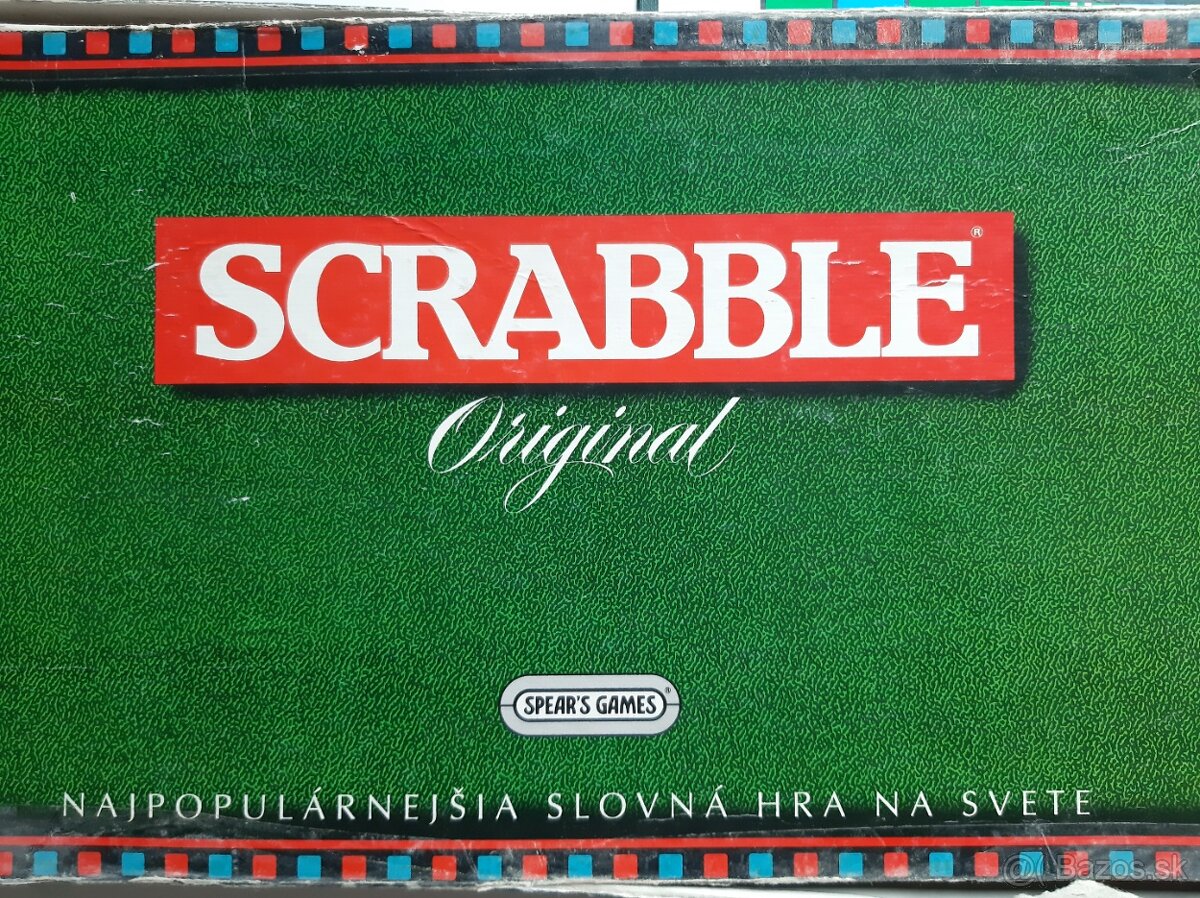 SCRABBLE®
Original
SPEAR'S GAMES®
NAJPOPULÁRNEJŠIA SLOVNÁ HRA NA SVETE
@ Bazos.sk